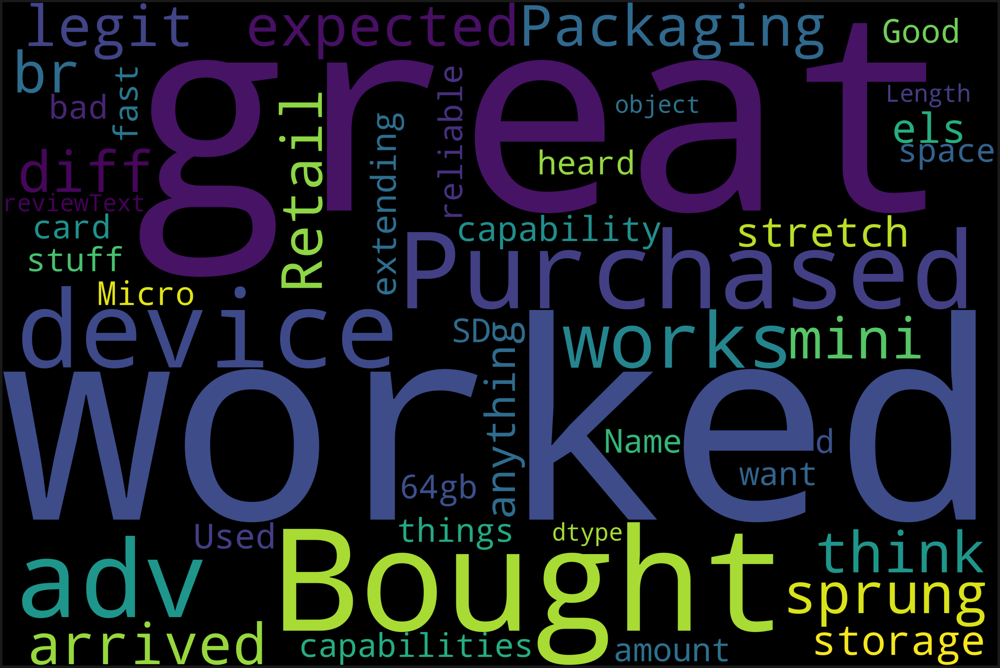 legit expected Packaging Good
br fast great Length
bad Retail reliable object els
extending heard space
diff
reviewText
card capability stretch
stuff Purchased
Micro
device SD works mini
worked anything
Name d
64gb want
Used things dtype think
adv Bought sprung
arrived capabilities amount storage